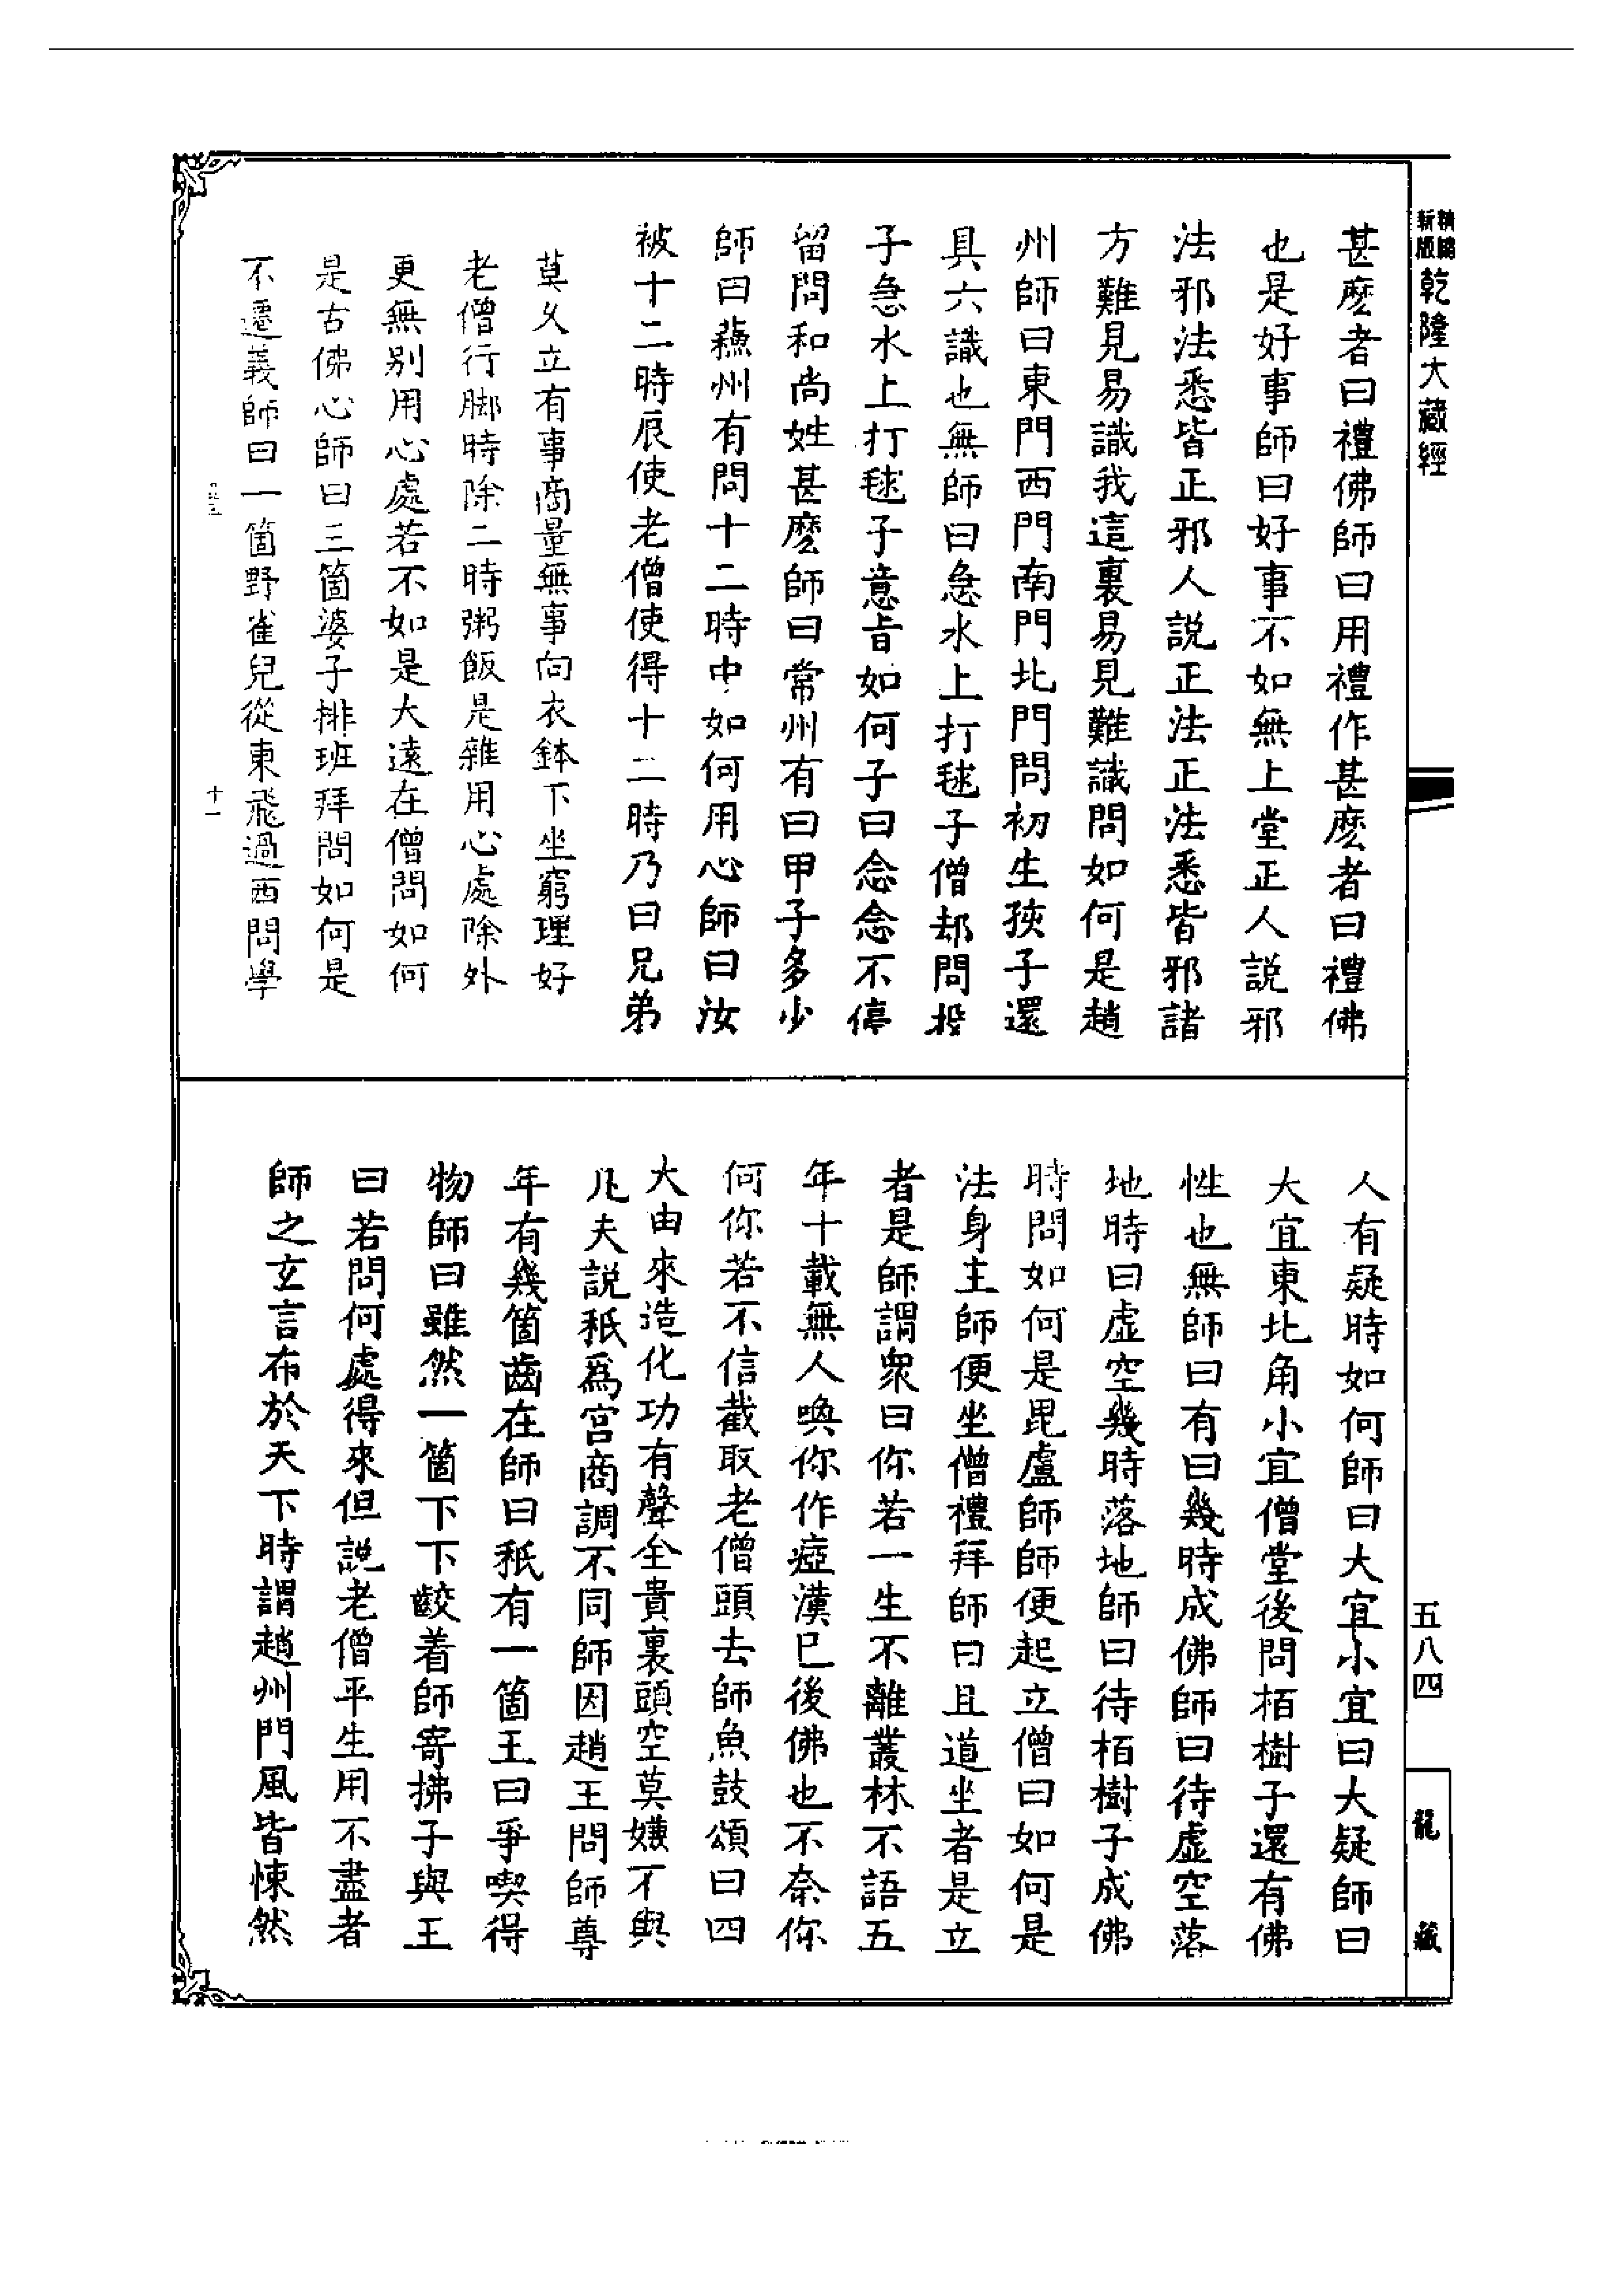 精編
新版
乾隆大藏經
甚麽者曰禮佛師曰用禮作甚麽者曰禮佛
也是好事師曰好事不如無上堂正人説邪
法邪法悉皆正邪人説正法正法悉皆邪諸
方難見易識我這裏易見難識問如何是趙
州師曰東門西門南門北門問初生孩子還
具六識也無師曰急水上打毬子僧却問投
子急水上打毬子意旨如何子曰念念不停
留問和尚姓甚麽師曰常州有曰甲子多少
師曰蘇州有問十二時中如何用心師曰汝
被十二時辰使老僧使得十二時乃曰兄弟
莫久立有事商量無事向衣鉢下坐窮理好
老僧行脚時除二時粥飯是雜用心處除外
更無别用心處若不如是大遠在僧問如何
是古佛心師曰三箇婆子排班拜問如何是
不遷義師曰一箇野雀兒從東飛過西問學
十一
人有疑時如何師曰大宜小宜曰大疑師曰
大宜東北角小宜僧堂後問栢樹子還有佛
性也無師曰有曰幾時成佛師曰待虚空落
地時曰虚空幾時落地師曰待栢樹子成佛
時問如何是毘盧師師便起立僧曰如何是
法身主師便坐僧禮拜師曰且道坐者是立
者是師謂衆曰你若一生不離叢林不語五
年十載無人喚你作瘂漢已後佛也不奈你
何你若不信截取老僧頭去師魚鼓頌曰四
大由來造化功有聲全貴裏頭空莫嫌不與
凡夫説秖爲宮商調不同師因趙王問師尊
年有幾箇齒在師曰秖有一箇王曰爭喫得
物師曰雖然一箇下下齩着師寄拂子與王
曰若問何處得來但説老僧平生用不盡者
師之玄言布於天下時謂趙州門風皆悚然
五八四
龍藏